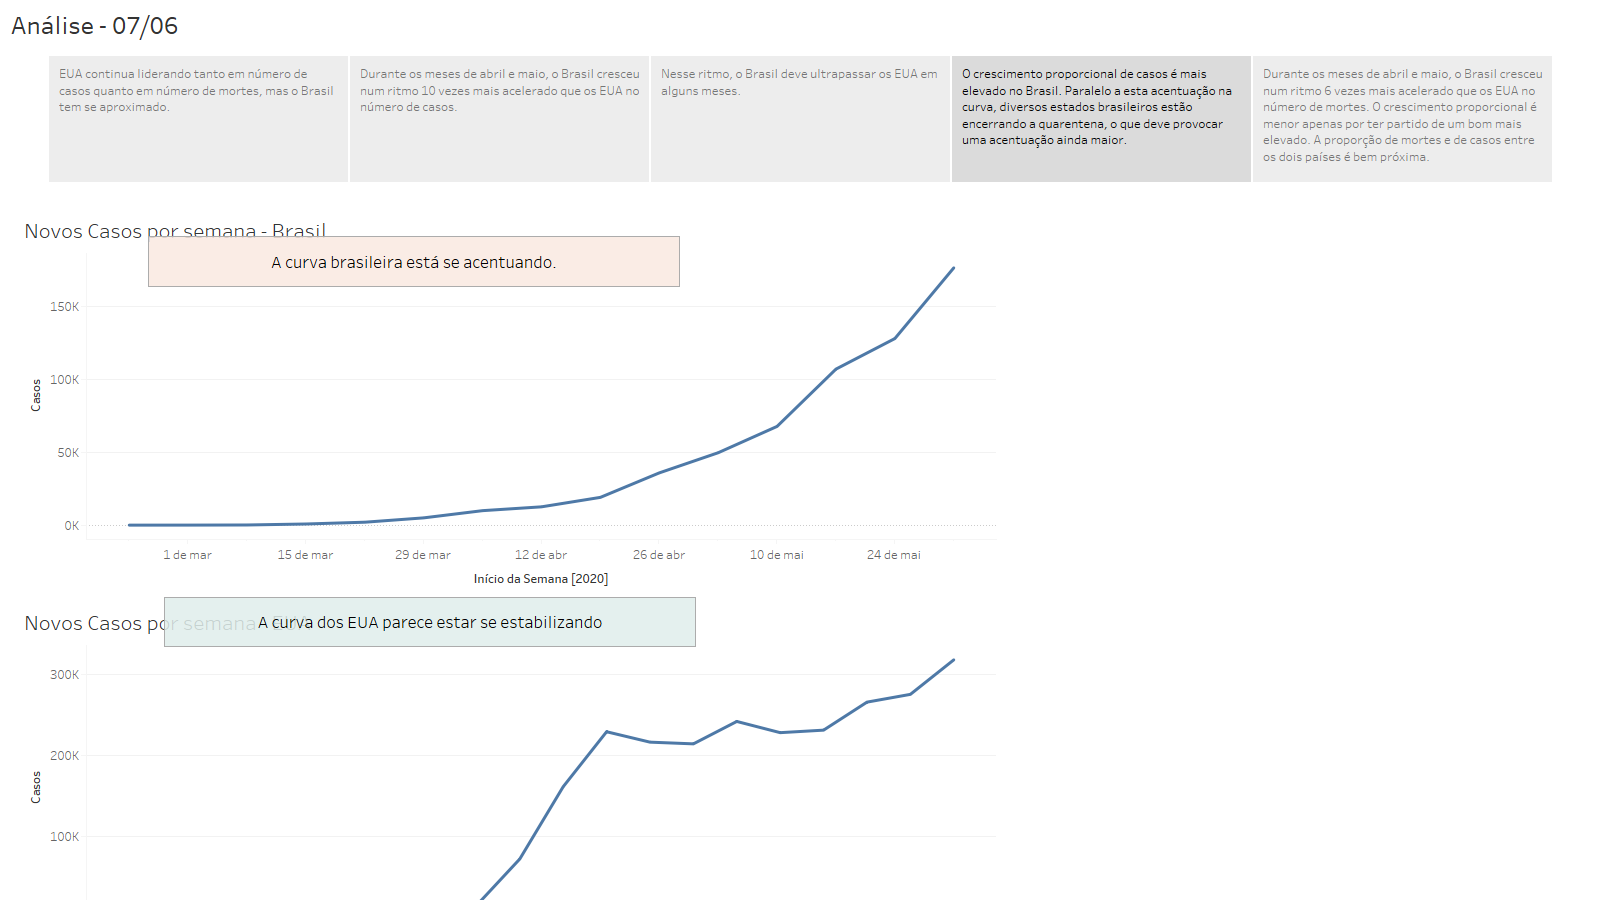 Análise - 07/06
EUA continua liderando tanto em número de
casos quanto em número de mortes, mas o Brasil
tem se aproximado.
Durante os meses de abril e maio, o Brasil cresceu
num ritmo 10 vezes mais acelerado que os EUA no
número de casos.
Nesse ritmo, o Brasil deve ultrapassar os EUA em
alguns meses.
O crescimento proporcional de casos é mais
elevado no Brasil. Paralelo a esta acentuação na
curva, diversos estados brasileiros estão
encerrando a quarentena, o que deve provocar
uma acentuação ainda maior.
Durante os meses de abril e maio, o Brasil cresceu
num ritmo 6 vezes mais acelerado que os EUA no
número de mortes. O crescimento proporcional é
menor apenas por ter partido de um bom mais
elevado. A proporção de mortes e de casos entre
os dois países é bem próxima.
Novos Casos por semana - Brasil
A curva brasileira está se acentuando.
150K
100K
50K
0K
Casos
1 de mar
15 de mar
29 de mar
12 de abr
26 de abr
10 de mai
24 de mai
Início da Semana [2020]
Novos Casos por semana
A curva dos EUA parece estar se estabilizando
300K
200K
100K
Casos